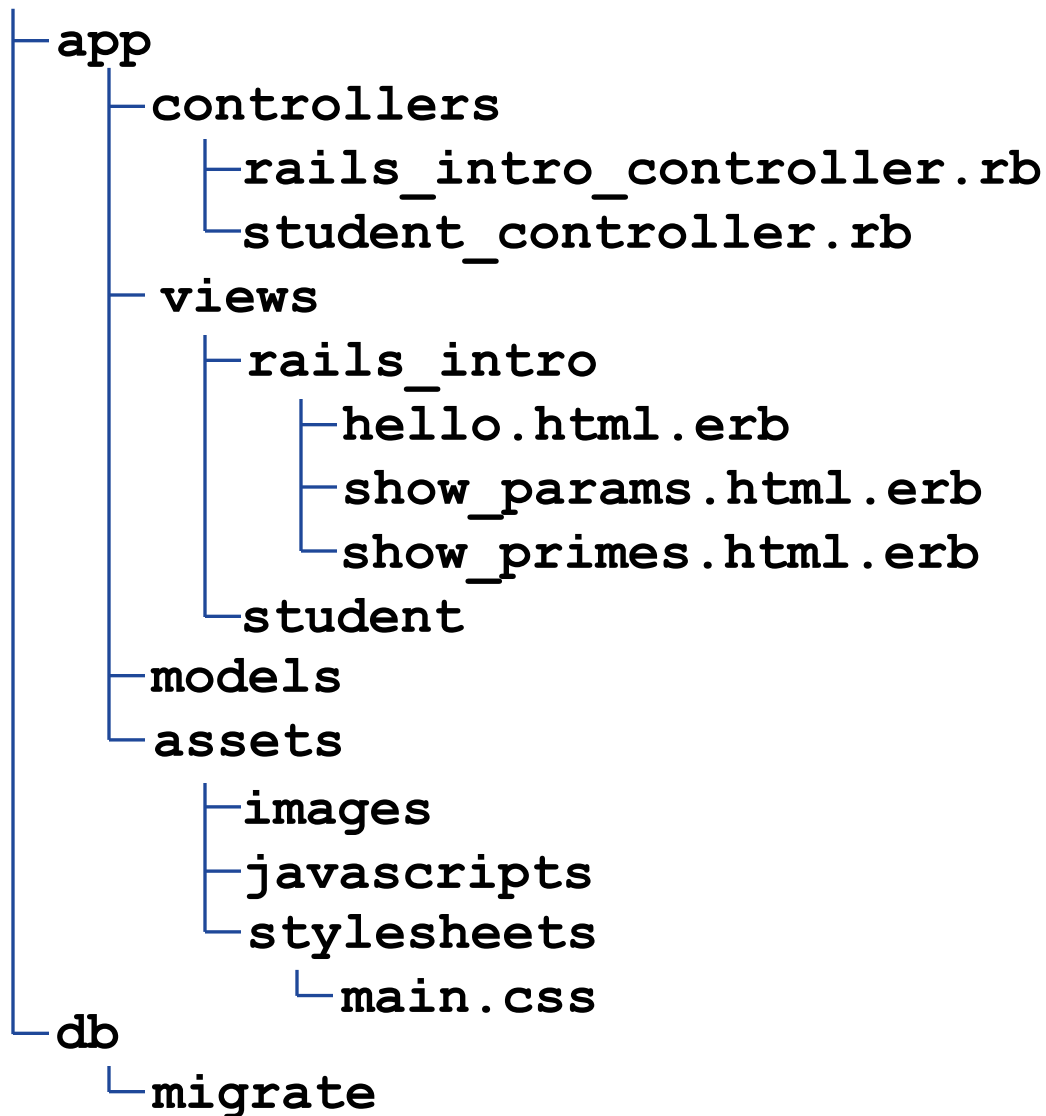 app
controllers
rails_intro_controller.rb
student_controller.rb
views
rails_intro
hello.html.erb
show_params.html.erb
show_primes.html.erb
student
models
assets
images
javascripts
stylesheets
main.css
db
migrate